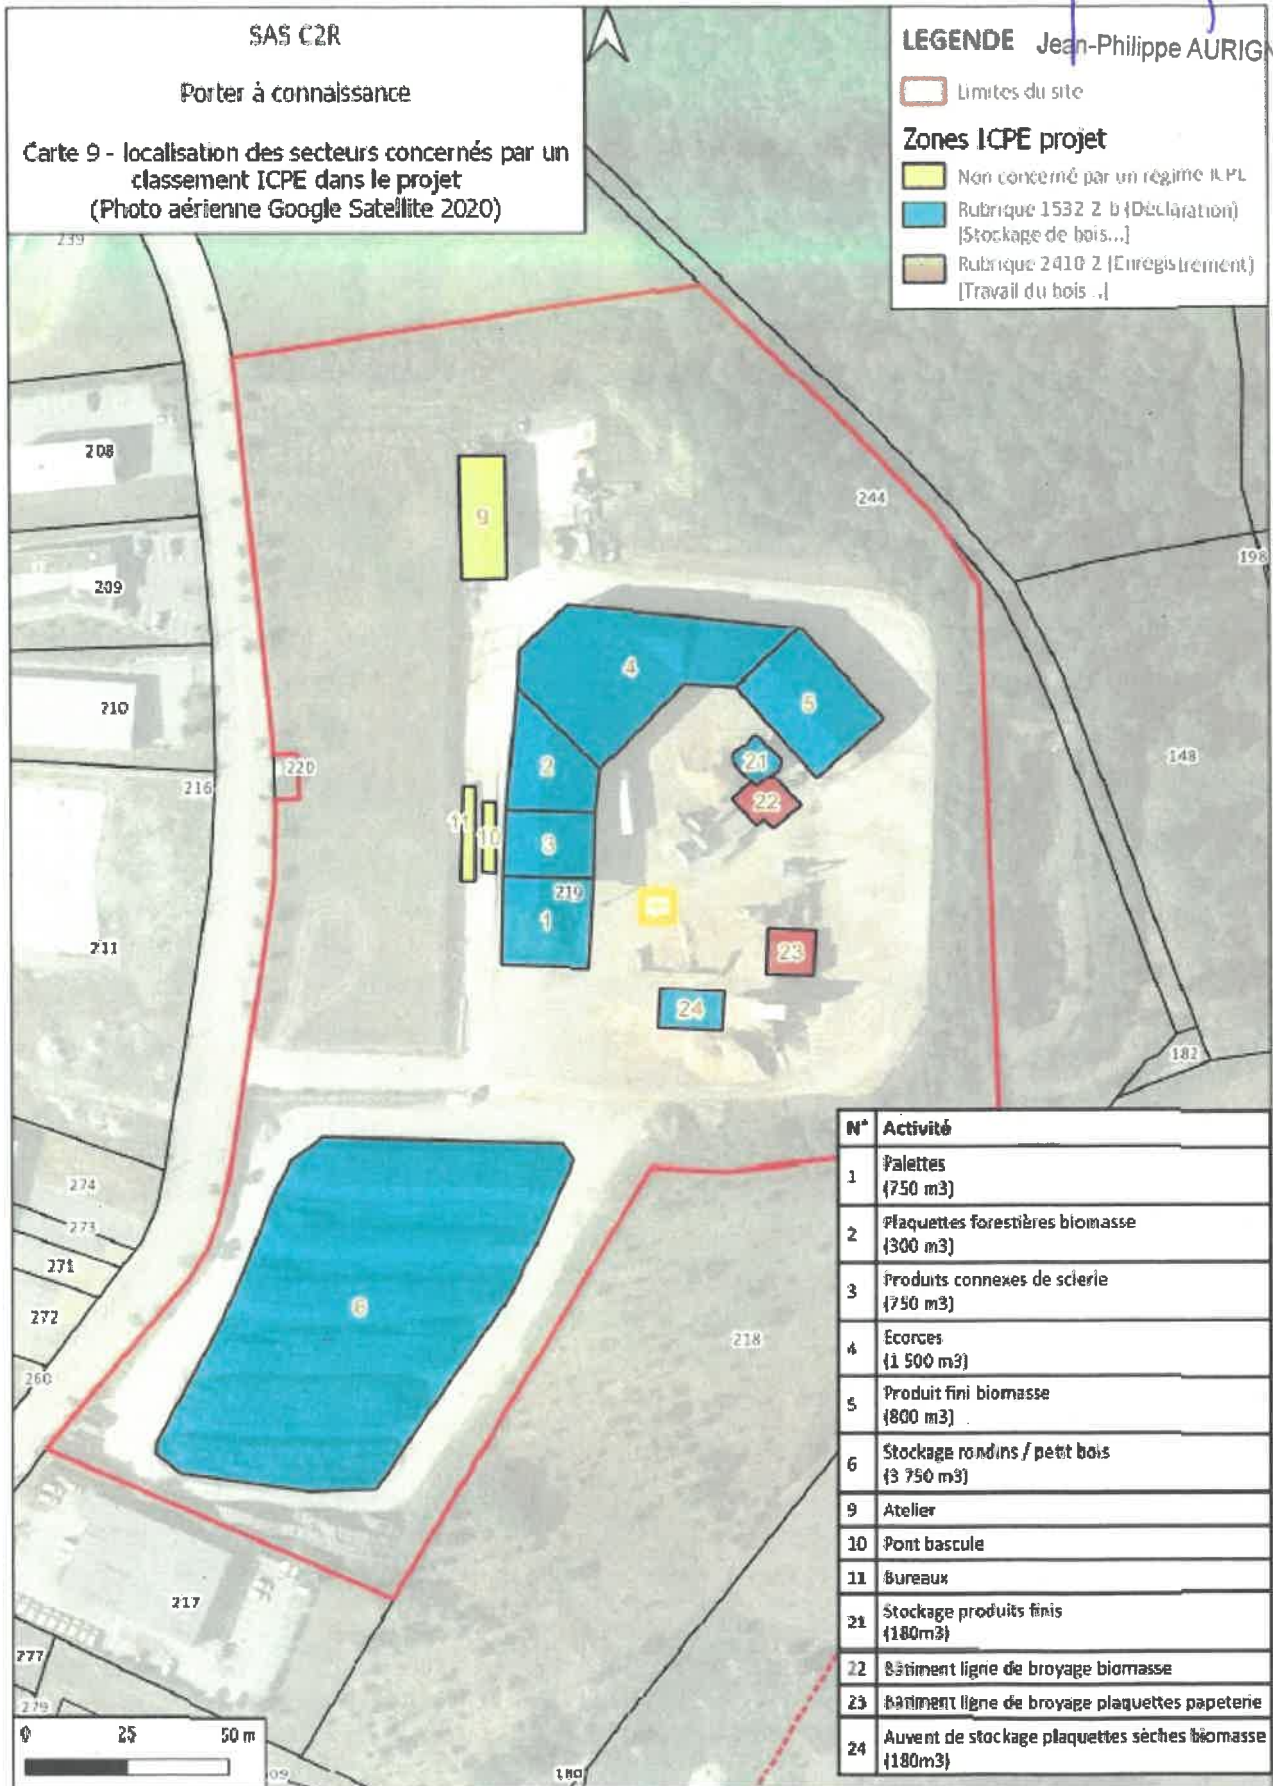 SAS C2R
Porter à connaissance
Carte 9 - localisation des secteurs concernés par un
classement ICPE dans le projet
(Photo aérienne Google Satellite 2020)
LEGENDE
Jean-Philippe AURIGN
Limites du site
Zones ICPE projet
Non concerné par un régime ICPE
Rubrique 1532 2 b (Déclaration)
[Stockage de bois...]
Rubrique 2410 2 (Enregistrement)
[Travail du bois ..]
239
208
209
210
216
220
211
244
198
148
182
9
4
5
2
21
22
11
10
3
219
1
23
24
274
273
271
272
260
6
218
217
277
279
09
180
0 25 50 m
N° Activité
1 Palettes
(750 m3)
2 Plaquettes forestières biomasse
(300 m3)
3 Produits connexes de scierie
(750 m3)
4 Ecorces
(1 500 m3)
5 Produit fini biomasse
(800 m3)
6 Stockage rondins / petit bois
(3 750 m3)
9 Atelier
10 Pont bascule
11 Bureaux
21 Stockage produits finis
(180m3)
22 Bâtiment ligne de broyage biomasse
23 Bâtiment ligne de broyage plaquettes papeterie
24 Auvent de stockage plaquettes sèches biomasse
(180m3)